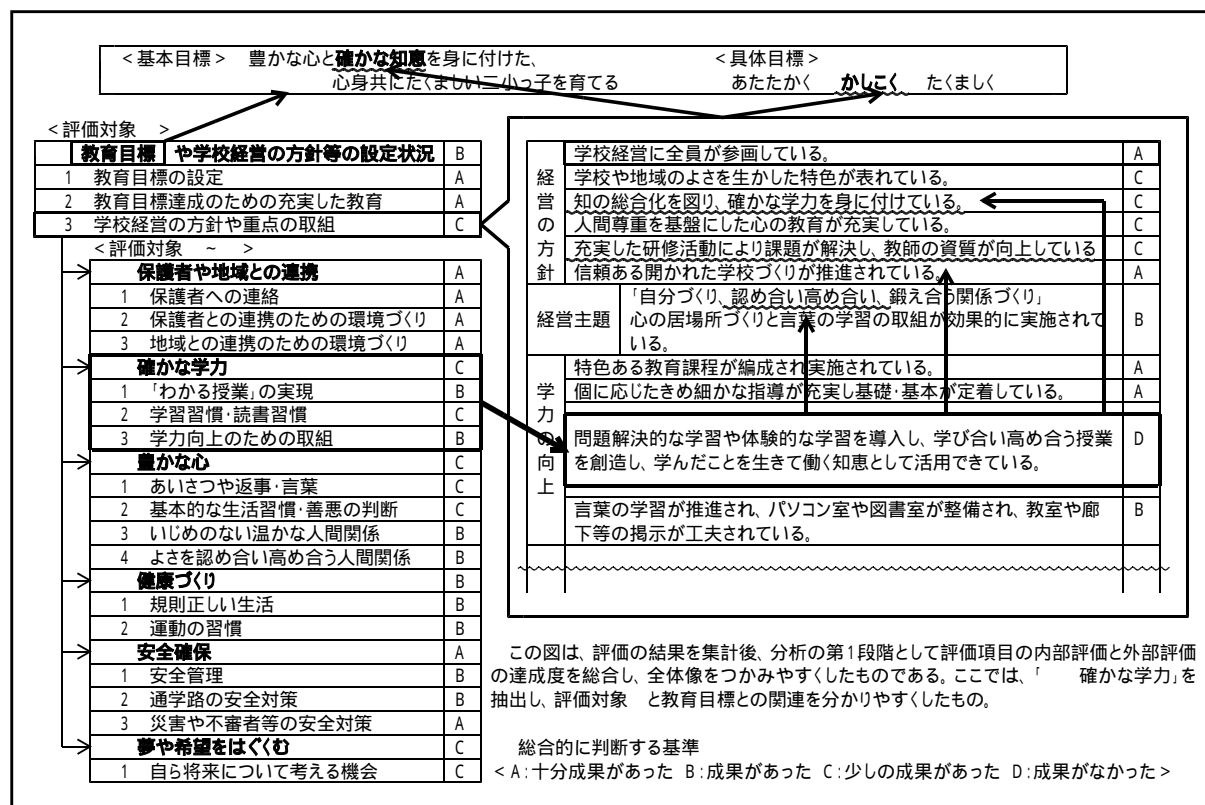 ＜基本目標＞ 豊かな心と確かな知恵を身に付けた、
心身共にたくましい二小っ子を育てる
＜具体目標＞
あたたかく かしこく たくましく
＜評価対象 ＞
教育目標 や学校経営の方針等の設定状況 B
1 教育目標の設定 A
2 教育目標達成のための充実した教育 A
3 学校経営の方針や重点の取組 C
＜評価対象 ~ ＞
保護者や地域との連携 A
1 保護者への連絡 A
2 保護者との連携のための環境づくり A
3 地域との連携のための環境づくり A
確かな学力 C
1 「わかる授業」の実現 B
2 学習習慣・読書習慣 C
3 学力向上のための取組 B
豊かな心 C
1 あいさつや返事・言葉 C
2 基本的な生活習慣・善悪の判断 C
3 いじめのない温かな人間関係 B
4 よさを認め合い高め合う人間関係 B
健康づくり B
1 規則正しい生活 B
2 運動の習慣 B
安全確保 A
1 安全管理 B
2 通学路の安全対策 B
3 災害や不審者等の安全対策 A
夢や希望をはぐくむ C
1 自ら将来について考える機会 C
経営の方針
学校経営に全員が参画している。 A
学校や地域のよさを生かした特色が表れている。 C
知の総合化を図り、確かな学力を身に付けている。 C
人間尊重を基盤にした心の教育が充実している。 C
充実した研修活動により課題が解決し、教師の資質が向上している C
信頼ある開かれた学校づくりが推進されている。 A
経営主題
「自分づくり、認め合い高め合い、鍛え合う関係づくり」
心の居場所づくりと言葉の学習の取組が効果的に実施されて B
いる。
学力の向上
特色ある教育課程が編成され実施されている。 A
個に応じたきめ細かな指導が充実し基礎・基本が定着している。 A
問題解決的な学習や体験的な学習を導入し、学び合い高め合う授業 D
を創造し、学んだことを生きて働く知恵として活用できている。
言葉の学習が推進され、パソコン室や図書室が整備され、教室や廊 B
下等の掲示が工夫されている。
この図は、評価の結果を集計後、分析の第1段階として評価項目の内部評価と外部評価
の達成度を総合し、全体像をつかみやすくしたものである。ここでは、「 確かな学力」を
抽出し、評価対象 と教育目標との関連を分かりやすくしたもの。
総合的に判断する基準
＜A:十分成果があった B:成果があった C:少しの成果があった D:成果がなかった＞